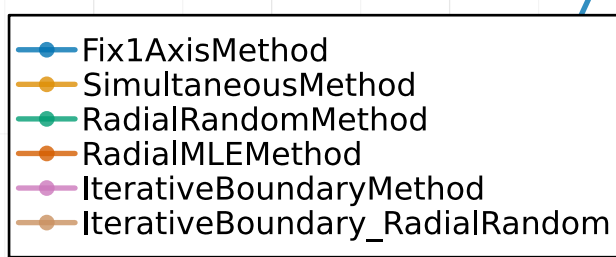 Fix1AxisMethod
SimultaneousMethod
RadialRandomMethod
RadialMLEMethod
IterativeBoundaryMethod
IterativeBoundary_RadialRandom